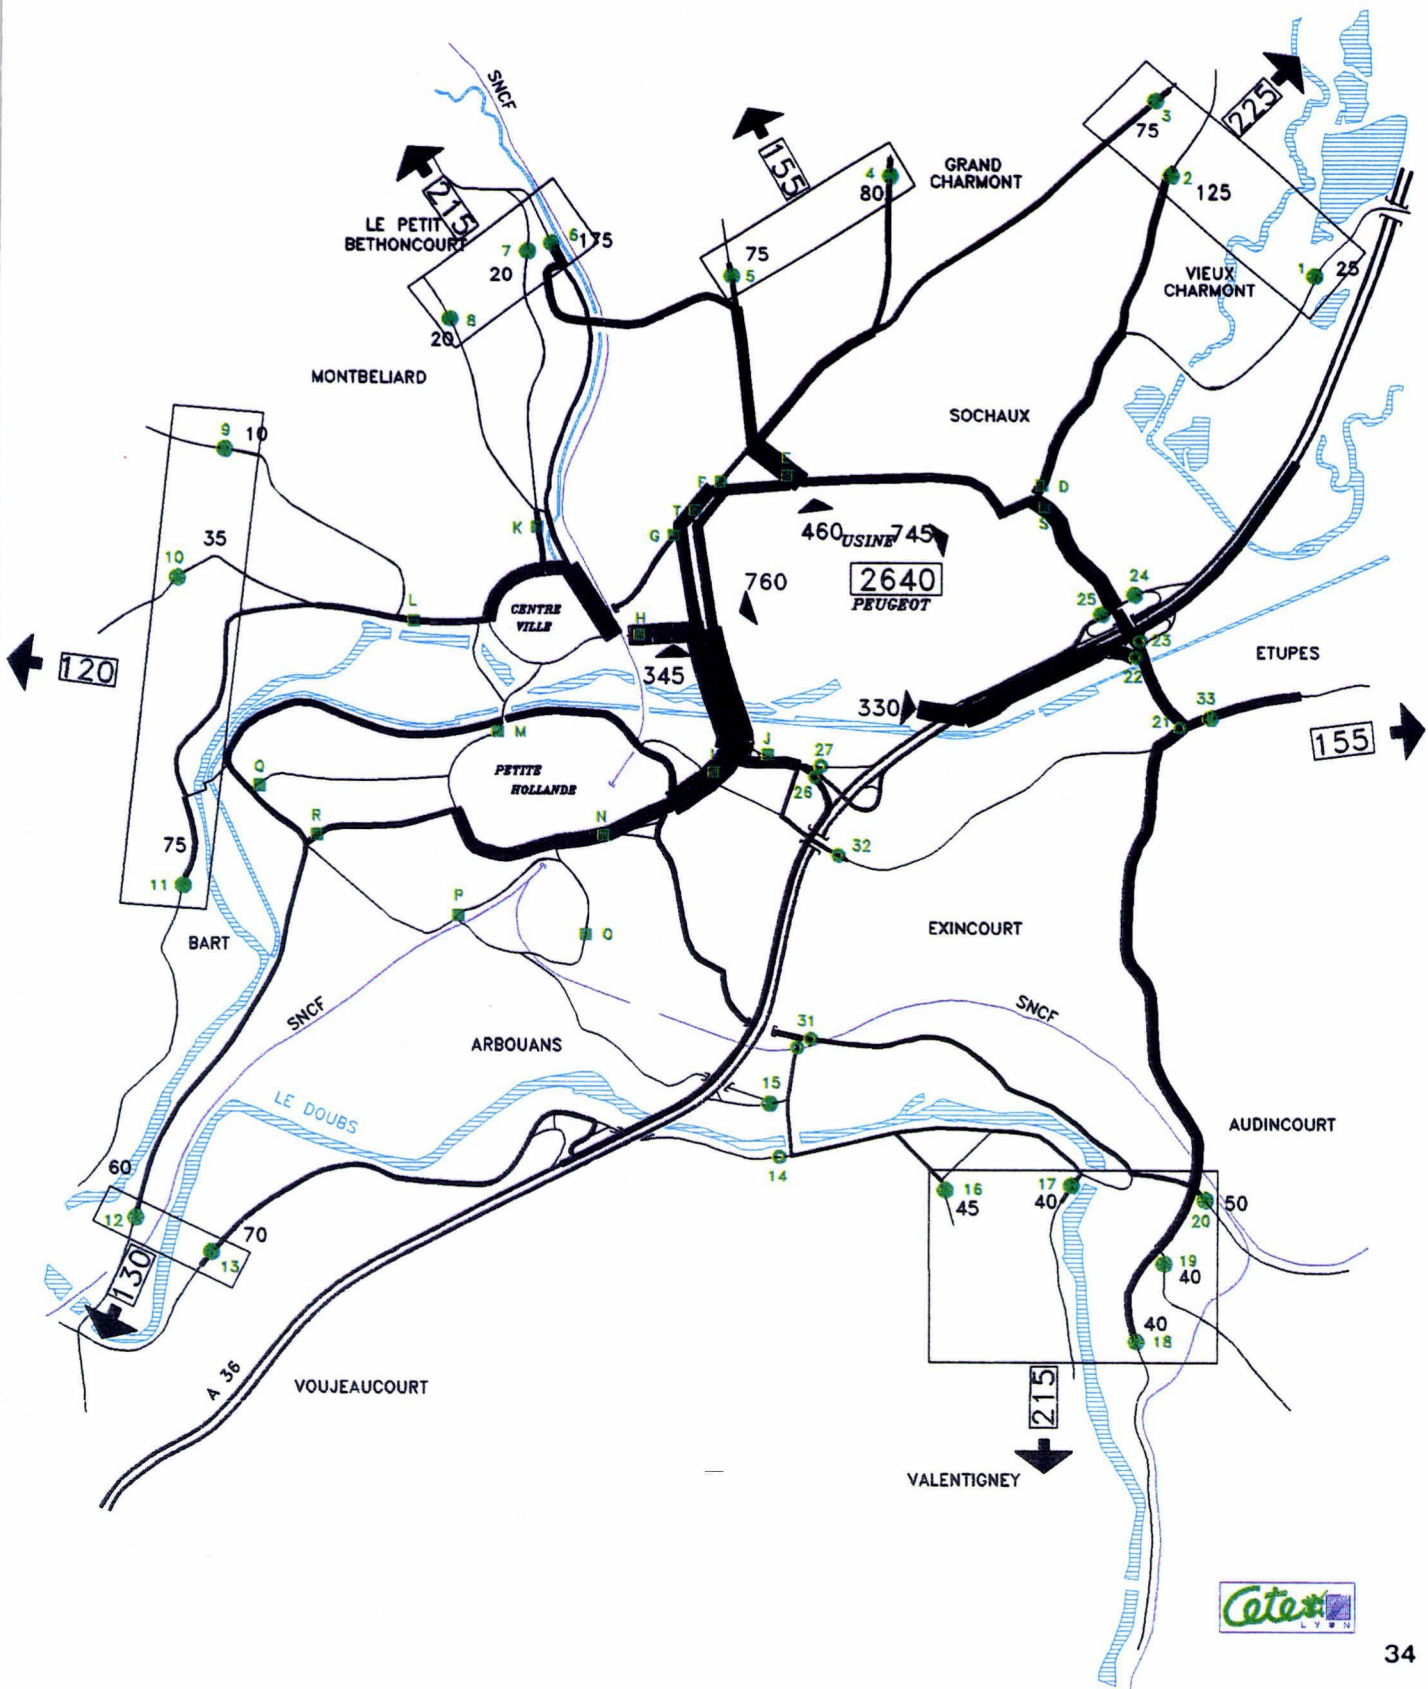 SNCF
3
75
225
155
GRAND
CHARMONT
4
80
2
125
215
LE PETIT
BETHONCOURT
6
175
7
20
75
5
VIEUX
CHARMONT
1
25
8
20
MONTBELIARD
SOCHAUX
9
10
E
F
D
T
S
K
G
460
USINE
745
35
10
2640
PEUGEOT
760
24
25
L
CENTRE
VILLE
H
23
ETUPES
120
345
22
330
33
21
M
J
155
I
27
Q
PETITE
HOLLANDE
26
R
N
32
75
11
P
BART
O
EXINCOURT
SNCF
SNCF
31
ARBOUANS
15
LE DOUBS
AUDINCOURT
60
14
17
16
40
45
50
20
12
70
13
130
19
40
40
18
A 36
VOUJEAUCOURT
215
VALENTIGNEY
Cete
LYON
34